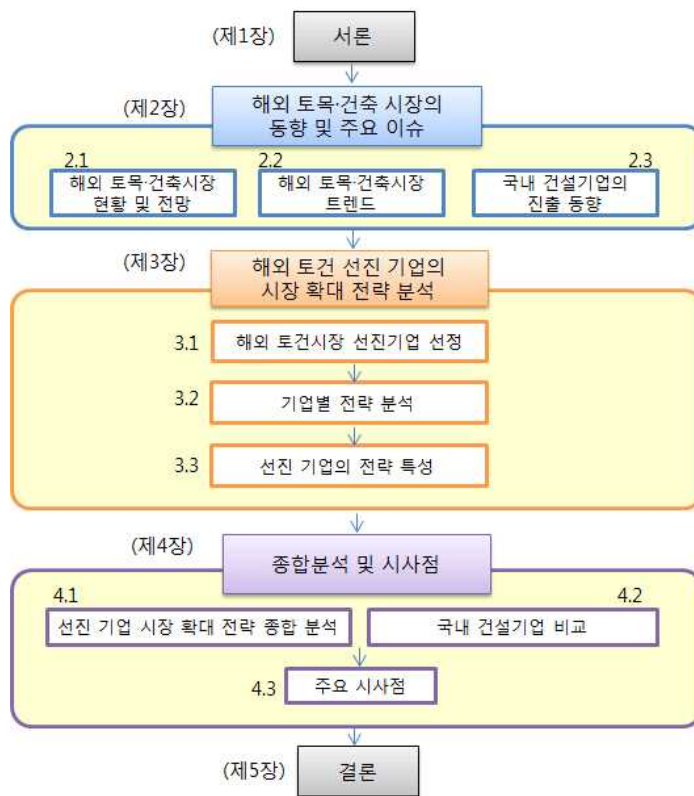 (제1장)
서론
(제2장)
해외 토목·건축 시장의
동향 및 주요 이슈
2.1
해외 토목·건축시장
현황 및 전망
2.2
해외 토목·건축시장
트렌드
2.3
국내 건설기업의
진출 동향
(제3장)
해외 토건 선진 기업의
시장 확대 전략 분석
3.1
해외 토건시장 선진기업 선정
3.2
기업별 전략 분석
3.3
선진 기업의 전략 특성
(제4장)
종합분석 및 시사점
4.1
선진 기업 시장 확대 전략 종합 분석
4.2
국내 건설기업 비교
4.3
주요 시사점
(제5장)
결론